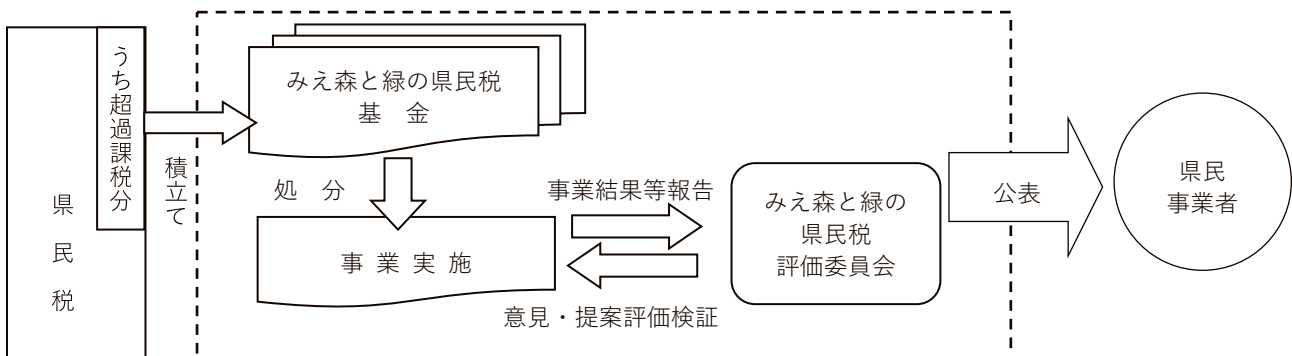 県民税
うち超過課税分
積立て
みえ森と緑の県民税
基　金
処　分
事 業 実 施
事業結果等報告
意見・提案評価検証
みえ森と緑の
県民税
評価委員会
公表
県民
事業者